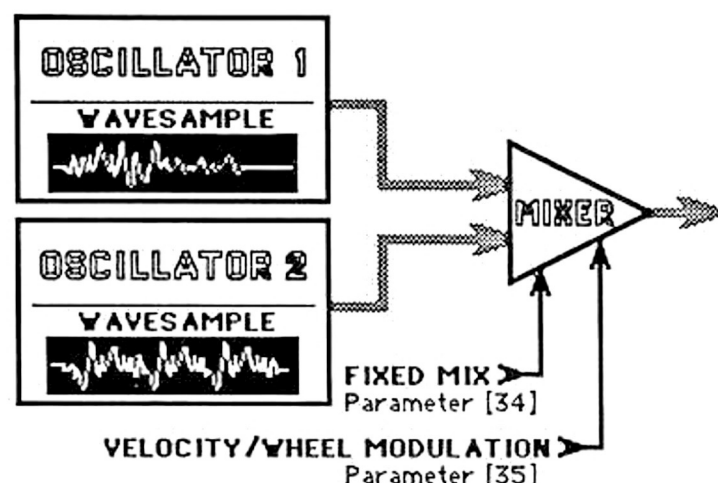 OSCILLATOR 1
WAVESAMPLE
MIXER
OSCILLATOR 2
WAVESAMPLE
FIXED MIX
Parameter [34]
VELOCITY/WHEEL MODULATION
Parameter [35]